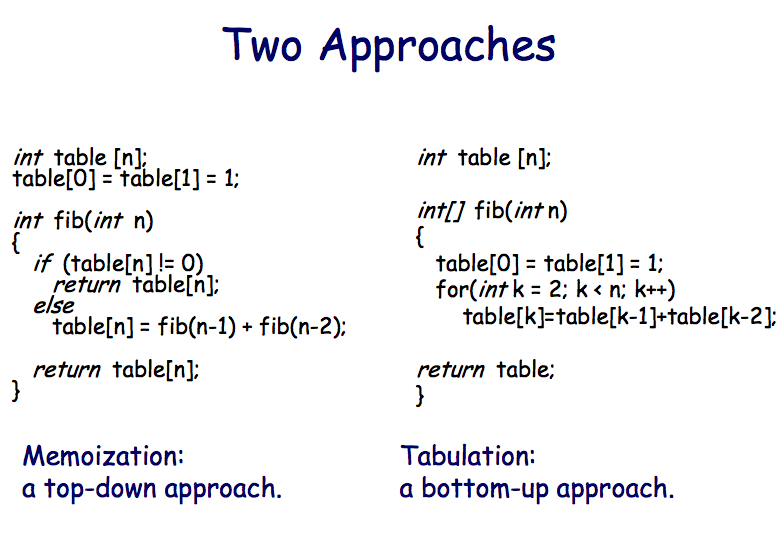 Two Approaches
int table [n];
table[0] = table[1] = 1;
int fib(int n)
{
if (table[n] != 0)
return table[n];
else
table[n] = fib(n-1) + fib(n-2);
return table[n];
}
Memoization:
a top-down approach.
int table [n];
int[] fib(int n)
{
table[0] = table[1] = 1;
for(int k = 2; k < n; k++)
table[k]=table[k-1]+table[k-2];
return table;
}
Tabulation:
a bottom-up approach.